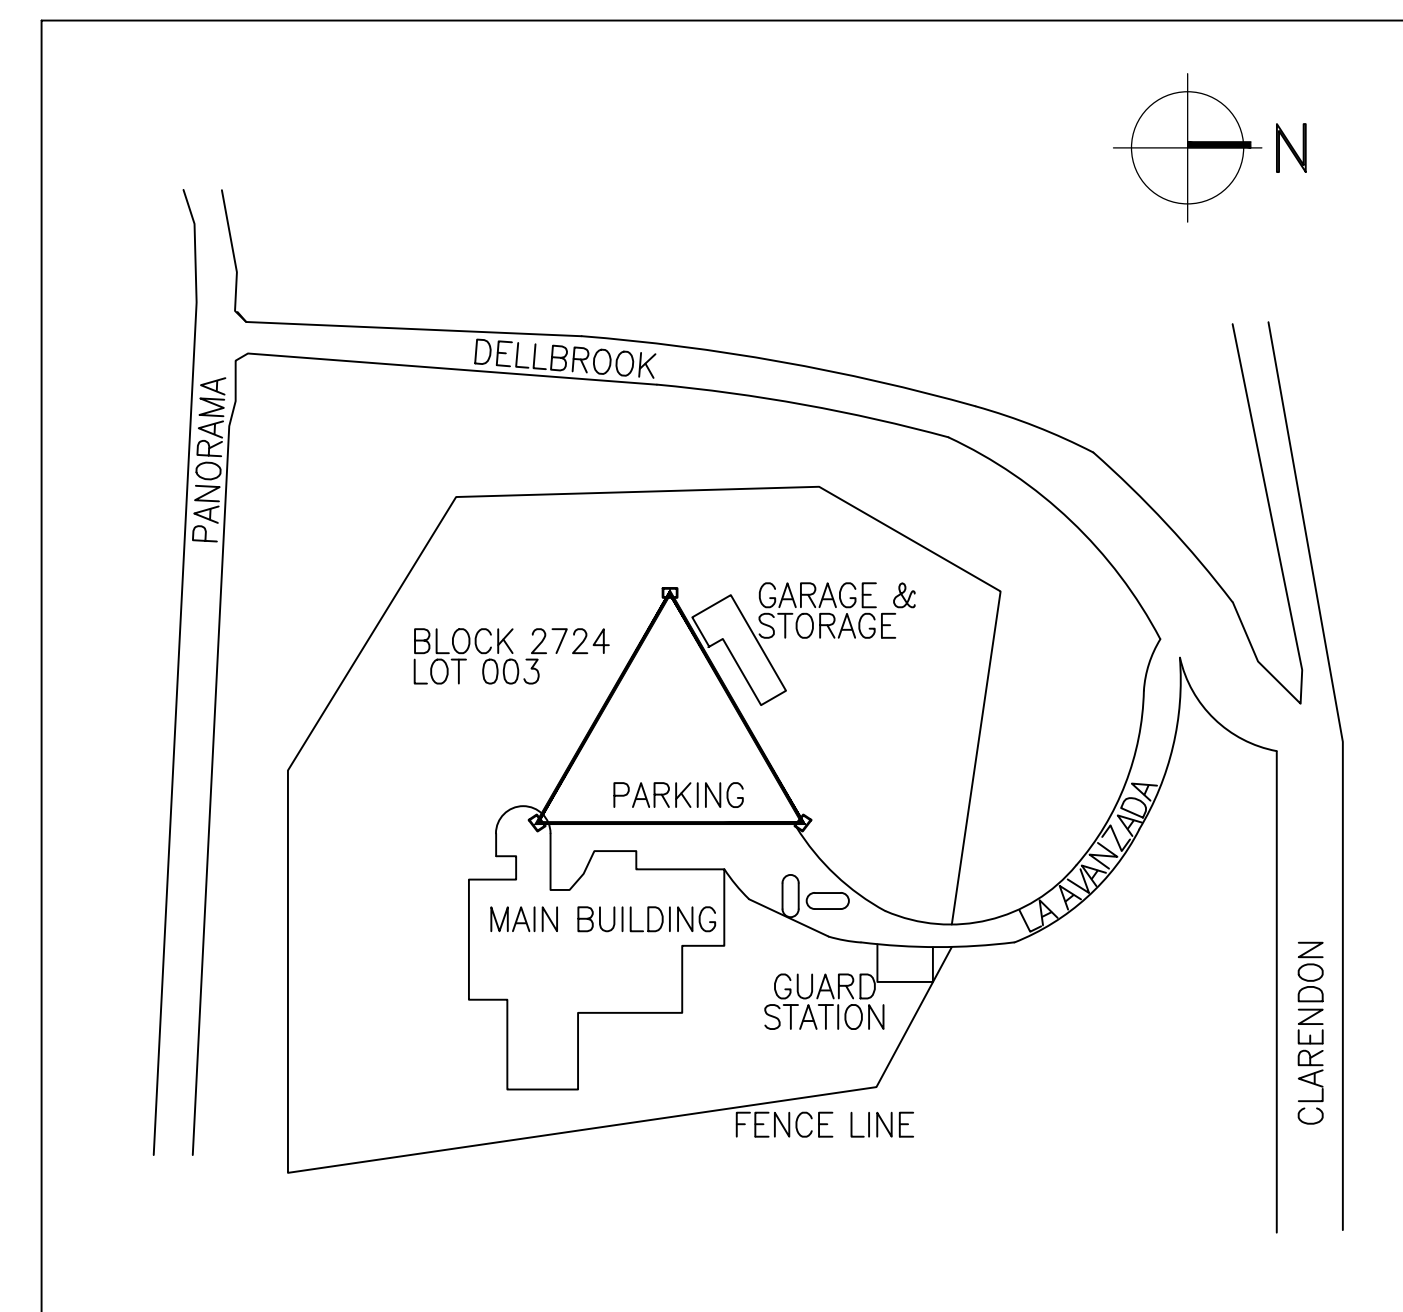 N
DELLBROOK
PANORAMA
GARAGE &
STORAGE
BLOCK 2724
LOT 003
PARKING
LA AVANZADA
MAIN BUILDING
GUARD
STATION
CLARENDON
FENCE LINE